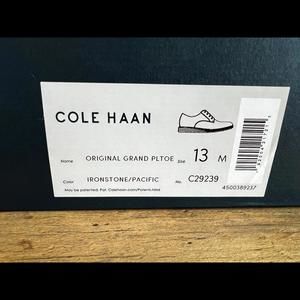 COLE HAAN
Name ORIGINAL GRAND PLTOE Size 13 M
Color IRONSTONE/PACIFIC No. C29239
May be patented. Pat. Colehaan.com/Patents.html
4500389237